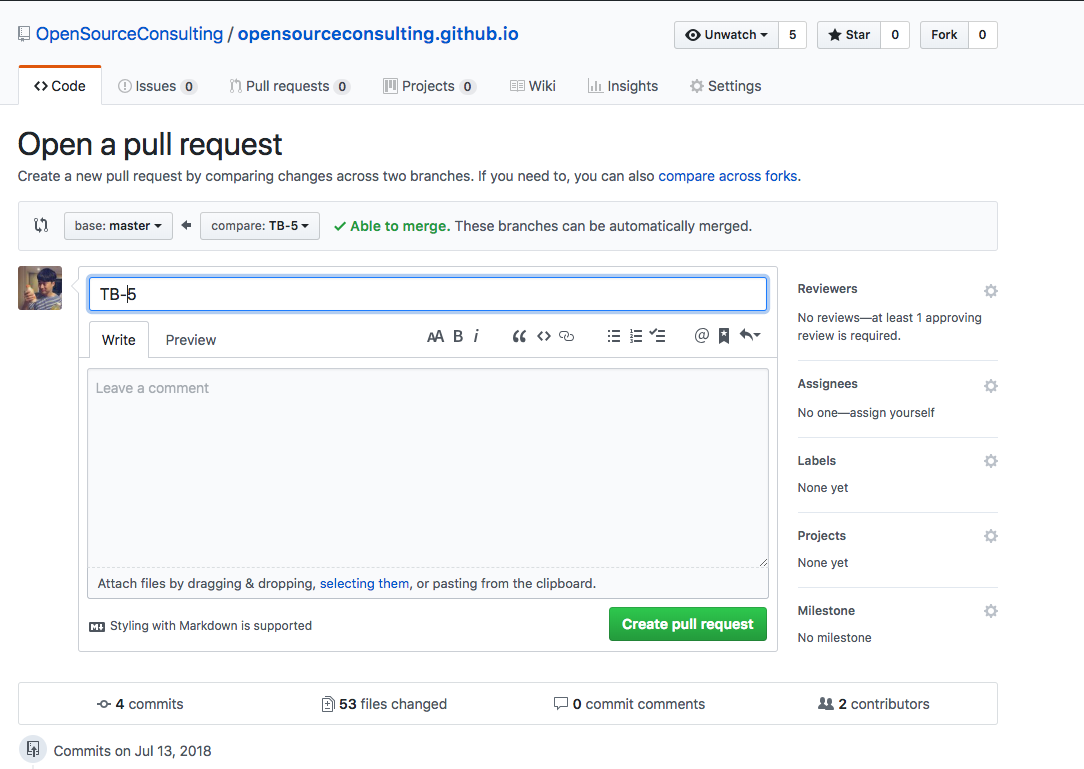 OpenSourceConsulting / opensourceconsulting.github.io
Unwatch 5
Star 0
Fork 0
Code
Issues 0
Pull requests 0
Projects 0
Wiki
Insights
Settings
Open a pull request
Create a new pull request by comparing changes across two branches. If you need to, you can also compare across forks.
base: master
compare: TB-5
Able to merge. These branches can be automatically merged.
TB-5
Write
Preview
AA B i
Leave a comment
Attach files by dragging & dropping, selecting them, or pasting from the clipboard.
Styling with Markdown is supported
Create pull request
Reviewers
No reviews—at least 1 approving
review is required.
Assignees
No one—assign yourself
Labels
None yet
Projects
None yet
Milestone
No milestone
4 commits
53 files changed
0 commit comments
2 contributors
Commits on Jul 13, 2018